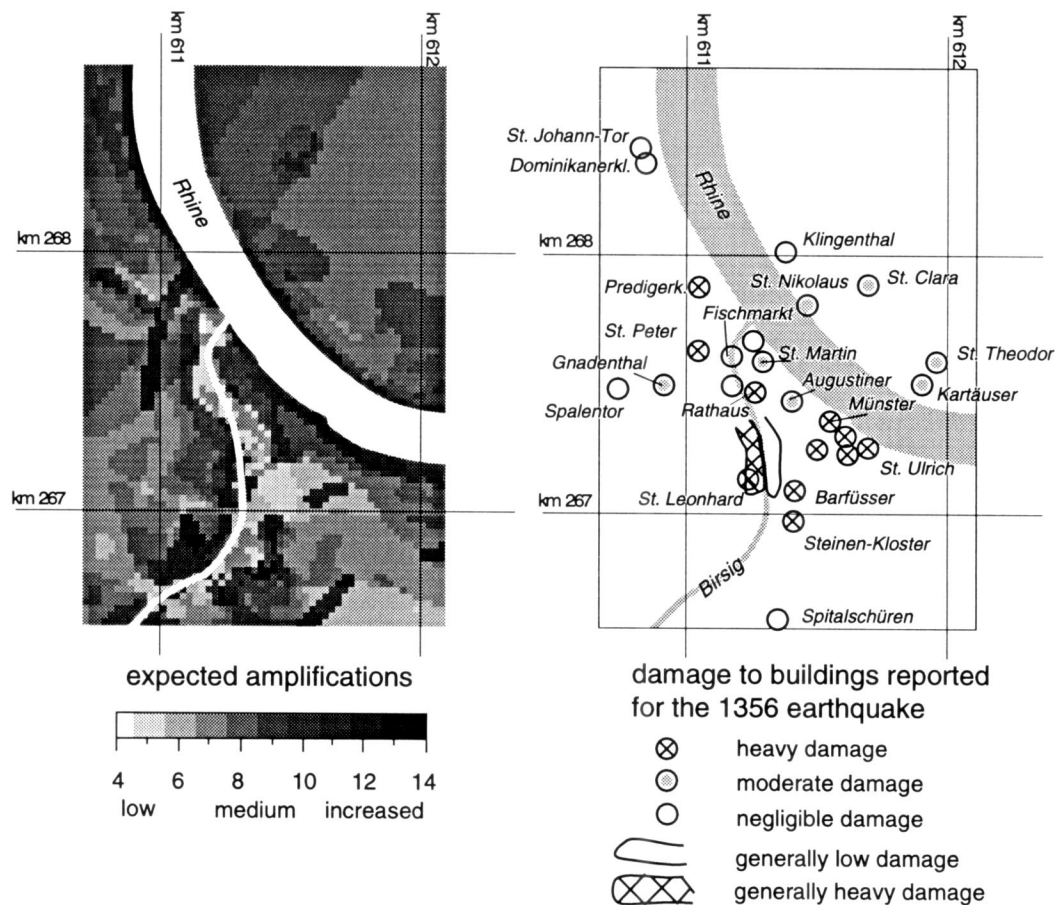 km 611
km 612
Rhine
km 268
km 267
expected amplifications
4 6 8 10 12 14
low medium increased
km 611
km 612
St. Johann-Tor
Dominikanerkl.
Rhine
km 268
Klingenthal
Predigerk.
St. Nikolaus
St. Clara
Fischmarkt
St. Peter
St. Martin
St. Theodor
Gnadenthal
Augustiner
Kartäuser
Spalentor
Rathaus
Münster
St. Ulrich
St. Leonhard
Barfüsser
km 267
Steinen-Kloster
Birsig
Spitalschüren
damage to buildings reported
for the 1356 earthquake
heavy damage
moderate damage
negligible damage
generally low damage
generally heavy damage